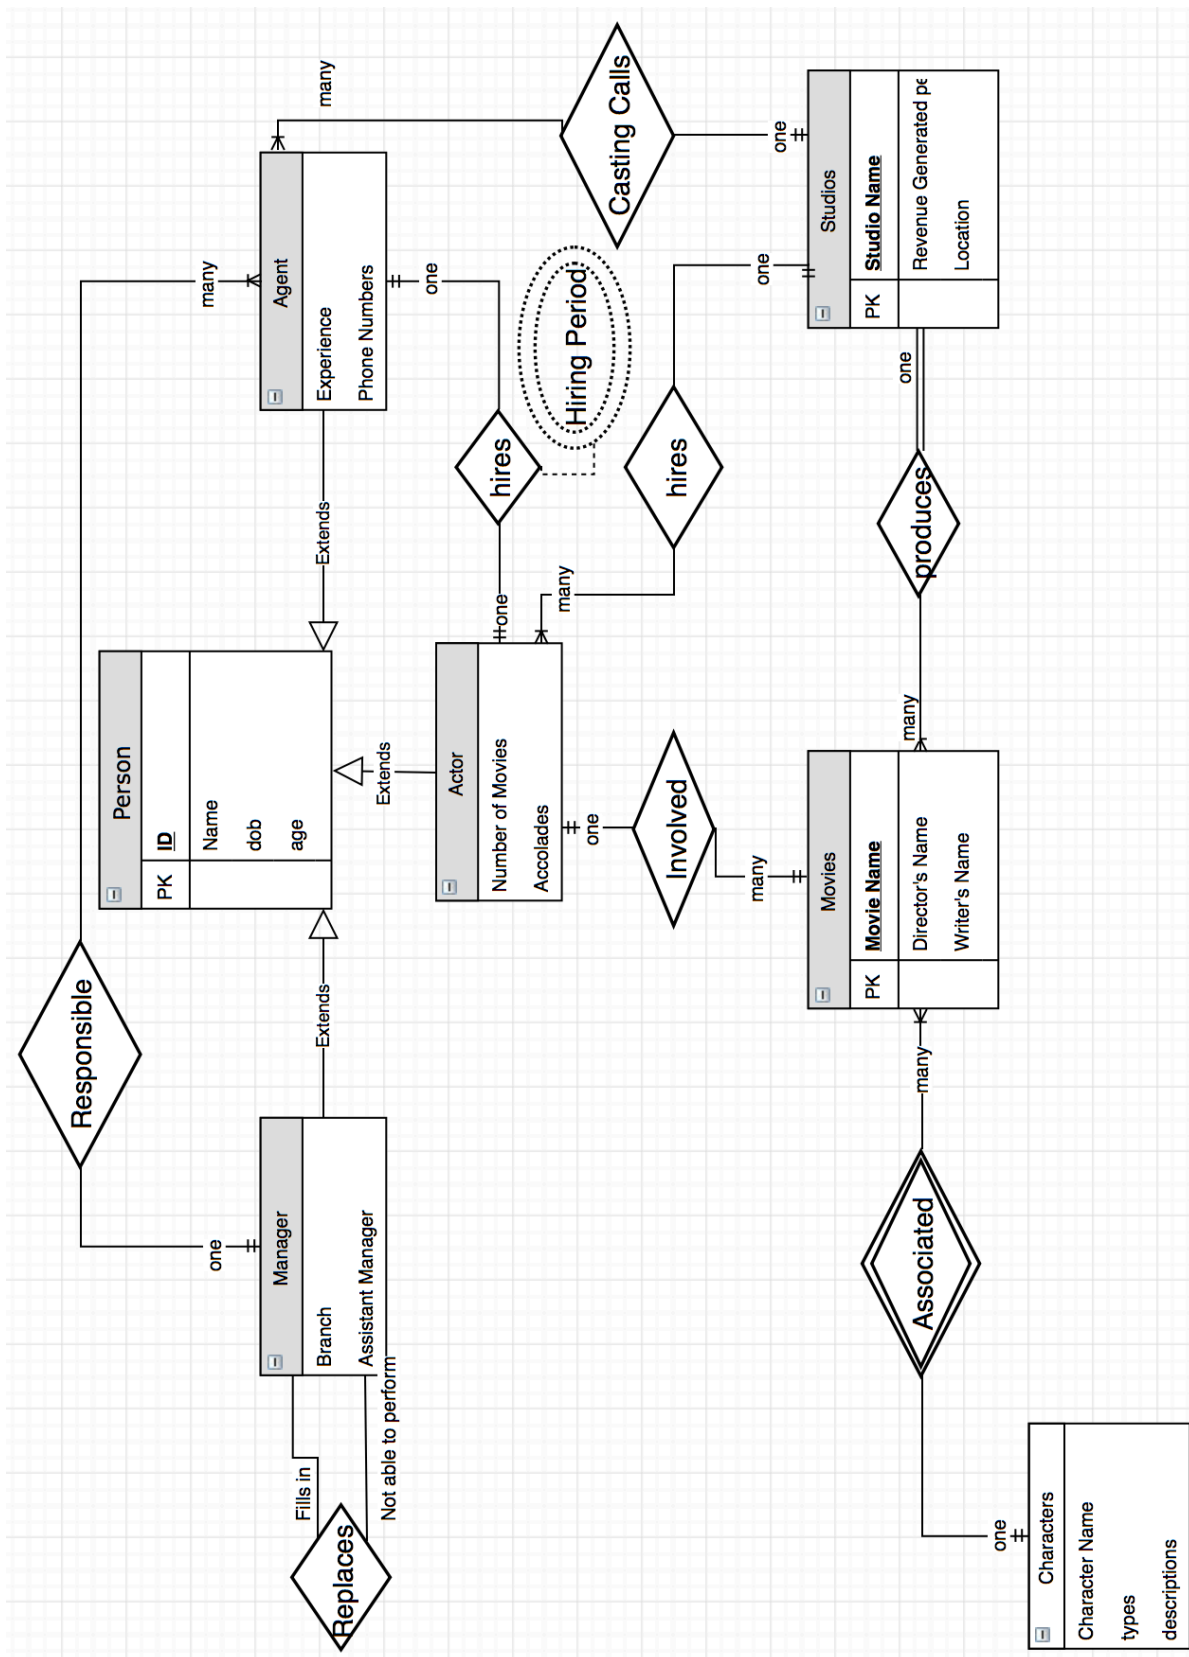 Responsible
one
many
Replaces
Fills in
Not able to perform
Manager
Branch
Assistant Manager
Extends
Person
PK ID
Name
dob
age
Extends
Agent
Experience
Phone Numbers
many
Extends
Actor
Number of Movies
Accolades
one
hires
one
Hiring Period
many
hires
one
Casting Calls
one
one
Involved
many
Characters
Character Name
types
descriptions
one
Associated
many
Movies
PK Movie Name
Director's Name
Writer's Name
many
produces
one
Studios
PK Studio Name
Revenue Generated pe
Location